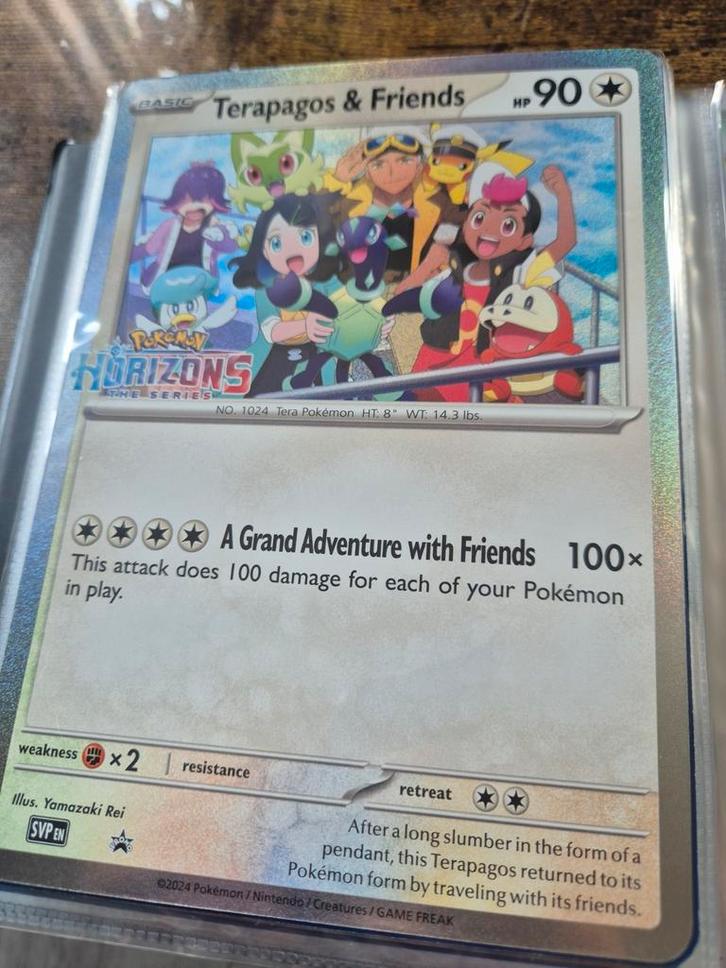 BASIC Terapagos & Friends HP 90
POKéMON
HORIZONS
THE SERIES
NO. 1024 Tera Pokémon HT: 8" WT: 14.3 lbs.
A Grand Adventure with Friends 100×
This attack does 100 damage for each of your Pokémon
in play.
weakness ×2 resistance retreat
Illus. Yamazaki Rei
SVP EN
PROMO
After a long slumber in the form of a
pendant, this Terapagos returned to its
Pokémon form by traveling with its friends.
©2024 Pokémon / Nintendo / Creatures / GAME FREAK